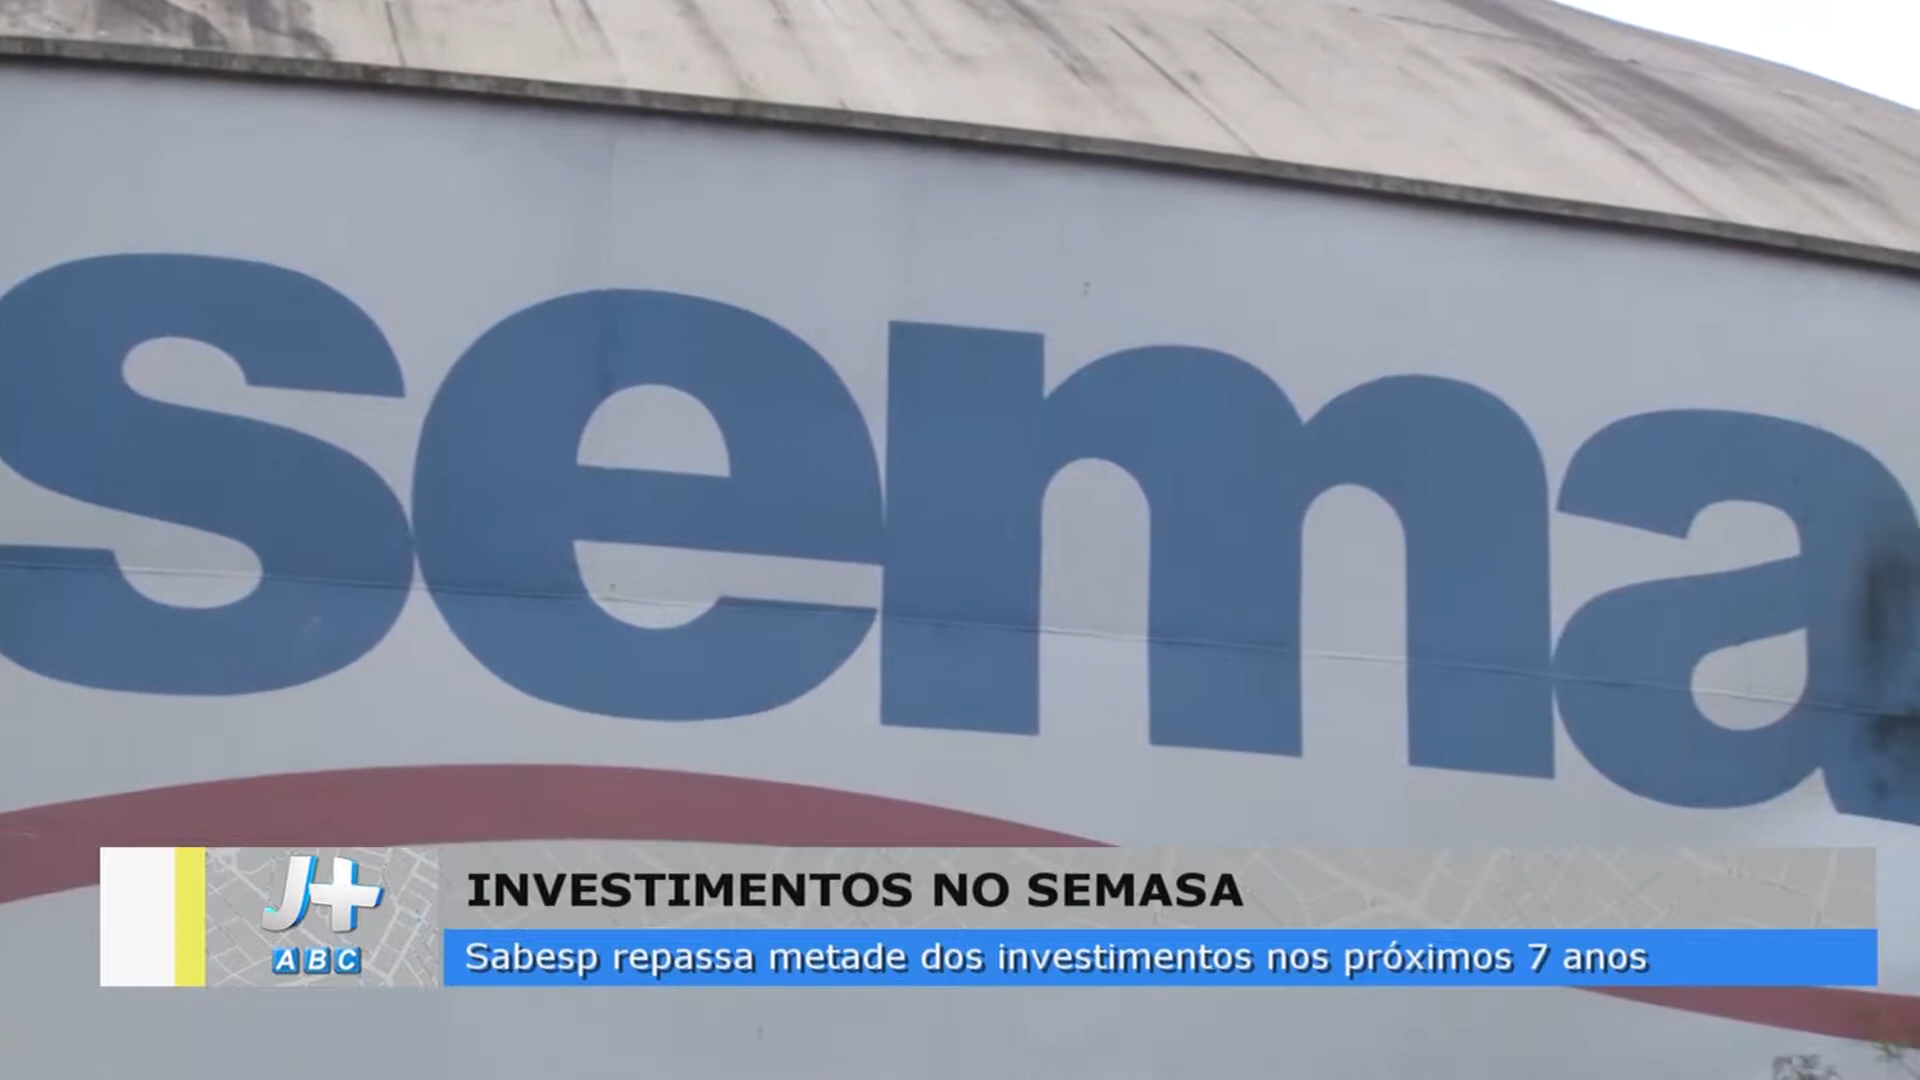 sema
J+
ABC
INVESTIMENTOS NO SEMASA
Sabesp repassa metade dos investimentos nos próximos 7 anos